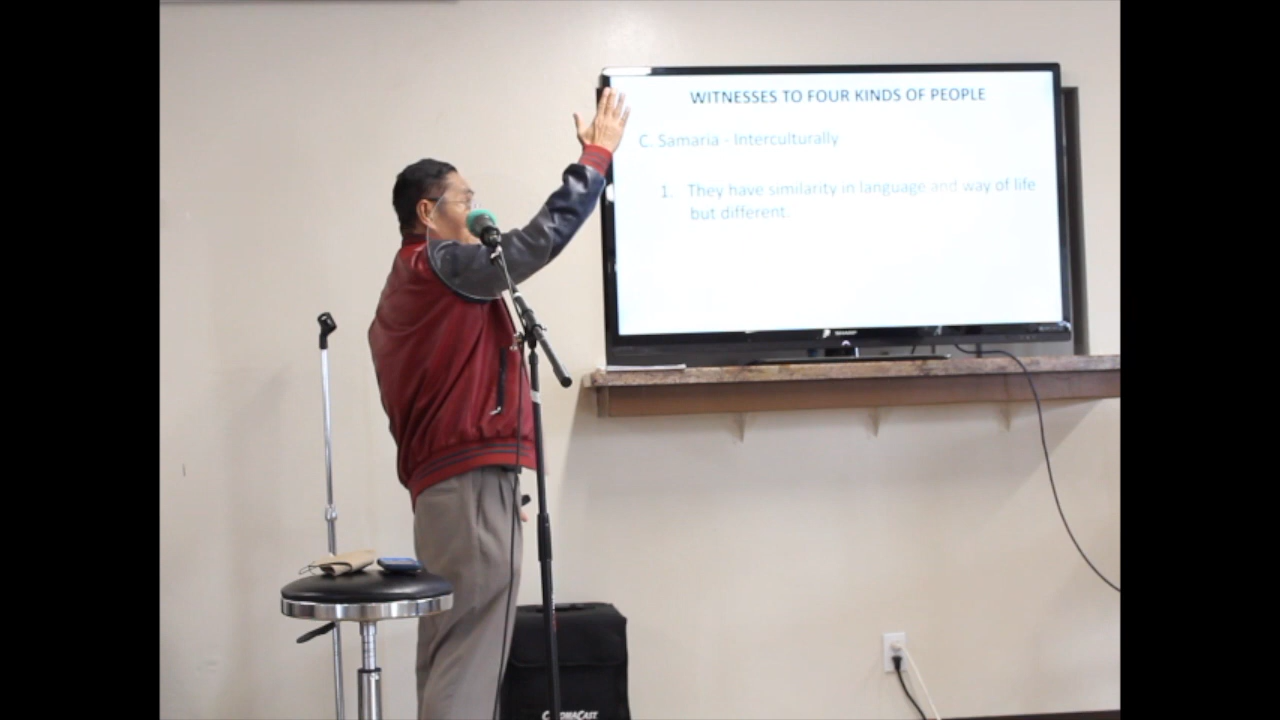 WITNESSES TO FOUR KINDS OF PEOPLE
C. Samaria - Interculturally
1. They have similarity in language and way of life
but different.
SHARP